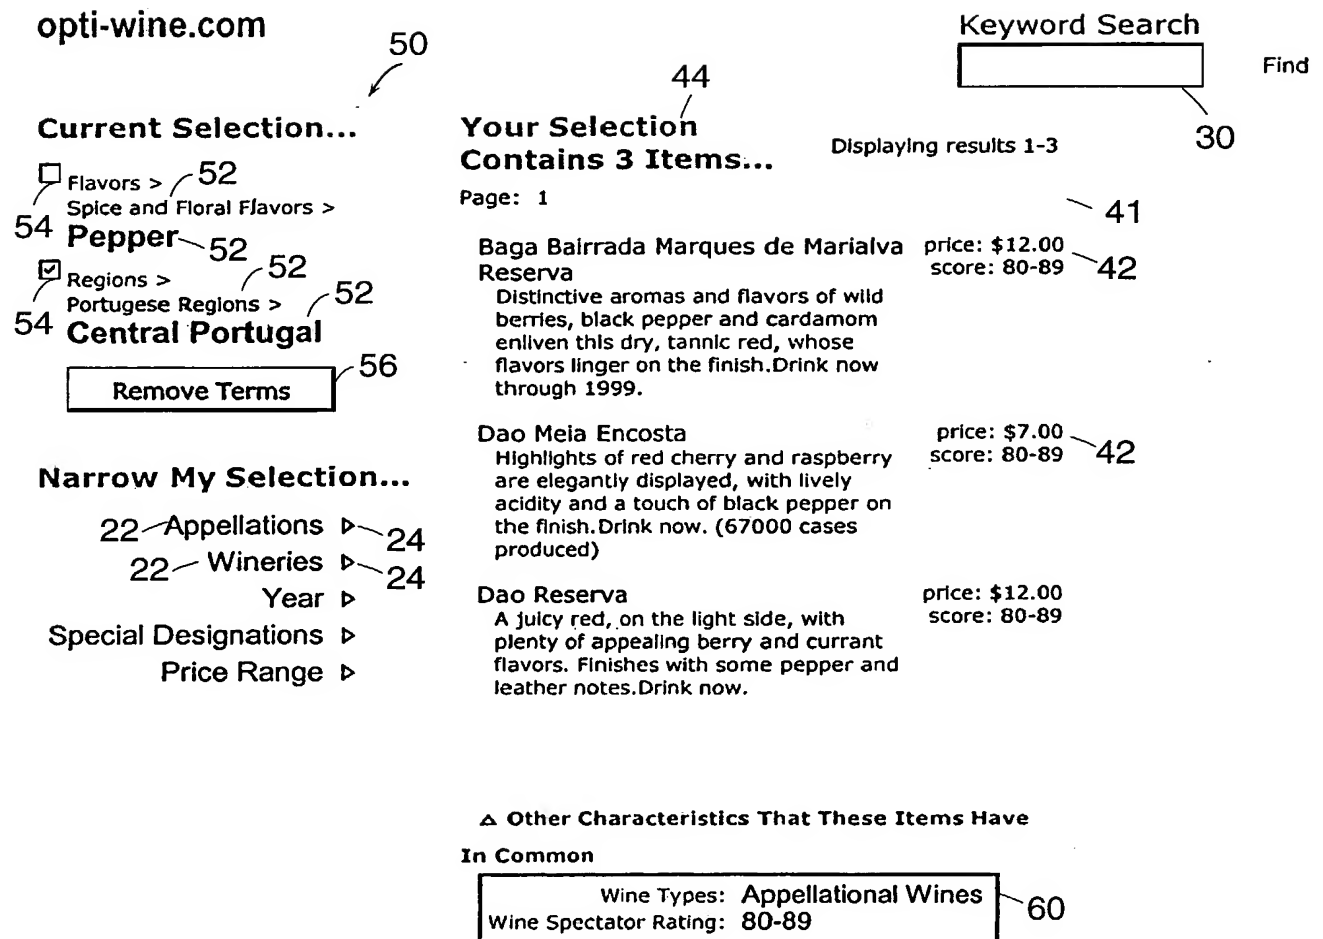 opti-wine.com
50
Keyword Search
Find
30
Current Selection...
Flavors >
52
Spice and Floral Flavors >
54
Pepper
52
Regions >
52
Portugese Regions >
52
54
Central Portugal
Remove Terms
56
Narrow My Selection...
22
Appellations
24
22
Wineries
24
Year
Special Designations
Price Range
44
Your Selection
Contains 3 Items...
Displaying results 1-3
Page: 1
41
Baga Bairrada Marques de Marialva
Reserva
price: $12.00
score: 80-89
42
Distinctive aromas and flavors of wild
berries, black pepper and cardamom
enliven this dry, tannic red, whose
flavors linger on the finish.Drink now
through 1999.
Dao Meia Encosta
price: $7.00
score: 80-89
42
Highlights of red cherry and raspberry
are elegantly displayed, with lively
acidity and a touch of black pepper on
the finish.Drink now. (67000 cases
produced)
Dao Reserva
price: $12.00
score: 80-89
A juicy red, on the light side, with
plenty of appealing berry and currant
flavors. Finishes with some pepper and
leather notes.Drink now.
Other Characteristics That These Items Have
In Common
Wine Types: Appellational Wines
Wine Spectator Rating: 80-89
60